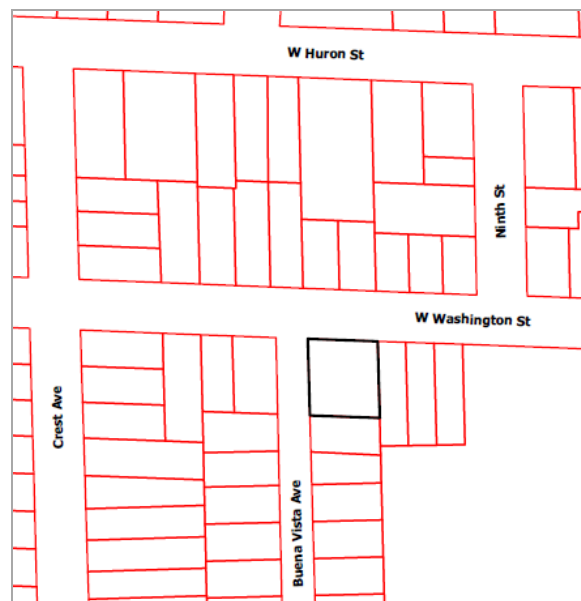 W Huron St
Ninth St
W Washington St
Crest Ave
Buena Vista Ave